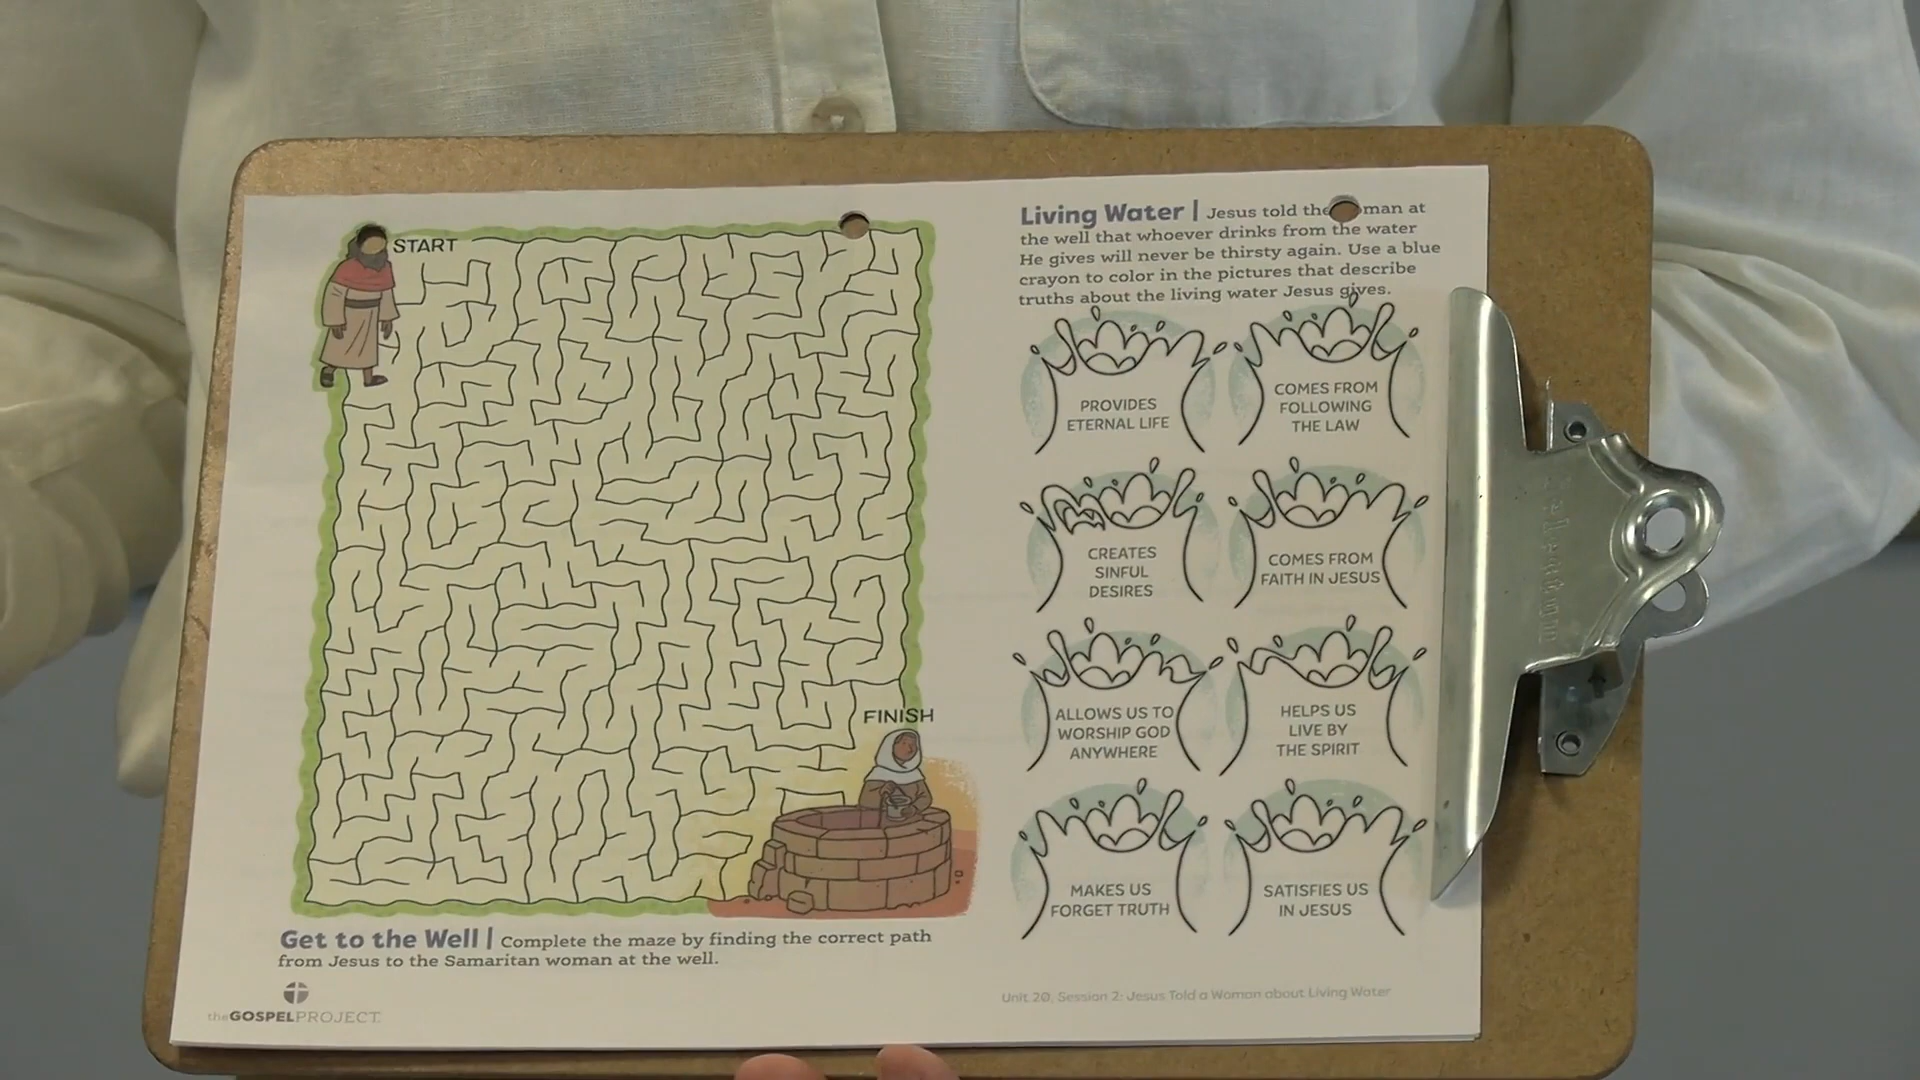 START
FINISH
Get to the Well | Complete the maze by finding the correct path
from Jesus to the Samaritan woman at the well.
theGOSPELPROJECT
Living Water | Jesus told the man at
the well that whoever drinks from the water
He gives will never be thirsty again. Use a blue
crayon to color in the pictures that describe
truths about the living water Jesus gives.
PROVIDES
ETERNAL LIFE
COMES FROM
FOLLOWING
THE LAW
CREATES
SINFUL
DESIRES
COMES FROM
FAITH IN JESUS
ALLOWS US TO
WORSHIP GOD
ANYWHERE
HELPS US
LIVE BY
THE SPIRIT
MAKES US
FORGET TRUTH
SATISFIES US
IN JESUS
Unit 20, Session 2: Jesus Told a Woman about Living Water